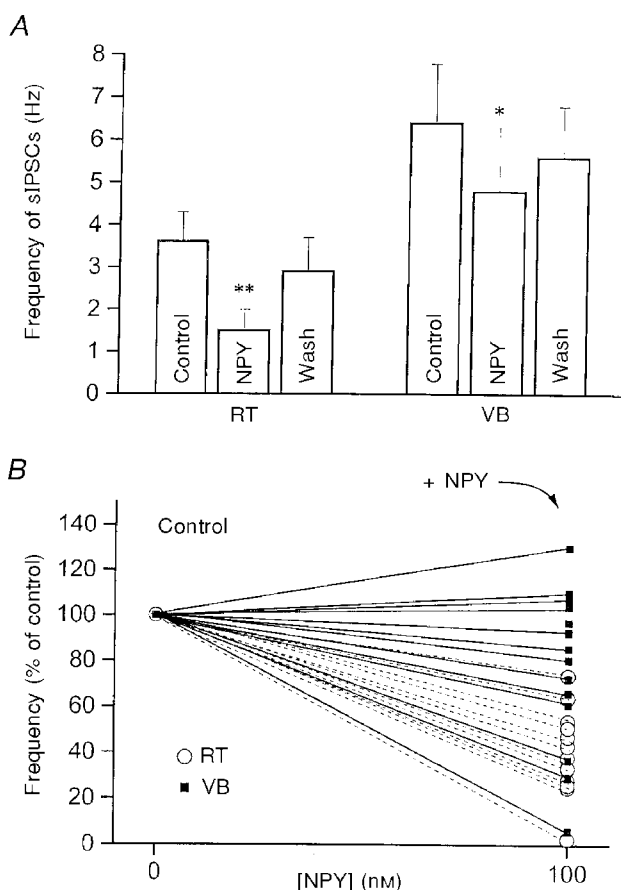 A
Frequency of sIPSCs (Hz)
8
7
6
5
4
3
2
1
0
**
*
Control
NPY
Wash
Control
NPY
Wash
RT
VB
B
+ NPY
Control
Frequency (% of control)
140
120
100
80
60
40
20
0
RT
VB
0
100
[NPY] (nM)